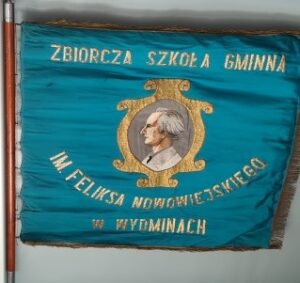 ZBIORCZA SZKOŁA GMINNA
IM. FELIKSA NOWOWIEJSKIEGO
W WYDMINACH